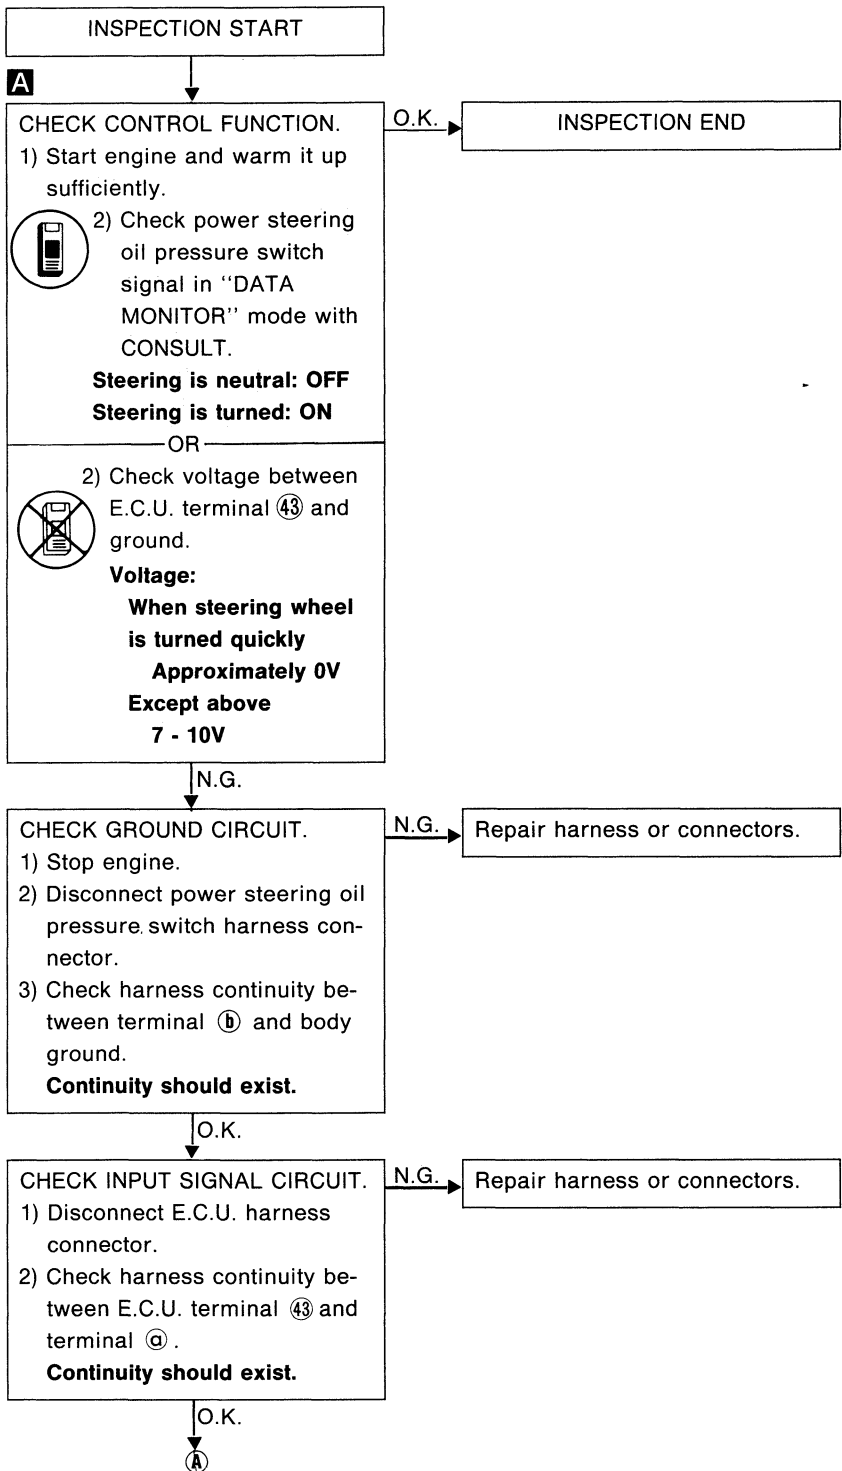 INSPECTION START
A
CHECK CONTROL FUNCTION.
1) Start engine and warm it up
sufficiently.
2) Check power steering
oil pressure switch
signal in “DATA
MONITOR” mode with
CONSULT.
Steering is neutral: OFF
Steering is turned: ON
OR
2) Check voltage between
E.C.U. terminal ㊸ and
ground.
Voltage:
When steering wheel
is turned quickly
Approximately 0V
Except above
7 - 10V
O.K.
INSPECTION END
N.G.
CHECK GROUND CIRCUIT.
1) Stop engine.
2) Disconnect power steering oil
pressure switch harness con-
nector.
3) Check harness continuity be-
tween terminal ⓑ and body
ground.
Continuity should exist.
N.G.
Repair harness or connectors.
O.K.
CHECK INPUT SIGNAL CIRCUIT.
1) Disconnect E.C.U. harness
connector.
2) Check harness continuity be-
tween E.C.U. terminal ㊸ and
terminal ⓐ .
Continuity should exist.
N.G.
Repair harness or connectors.
O.K.
Ⓐ